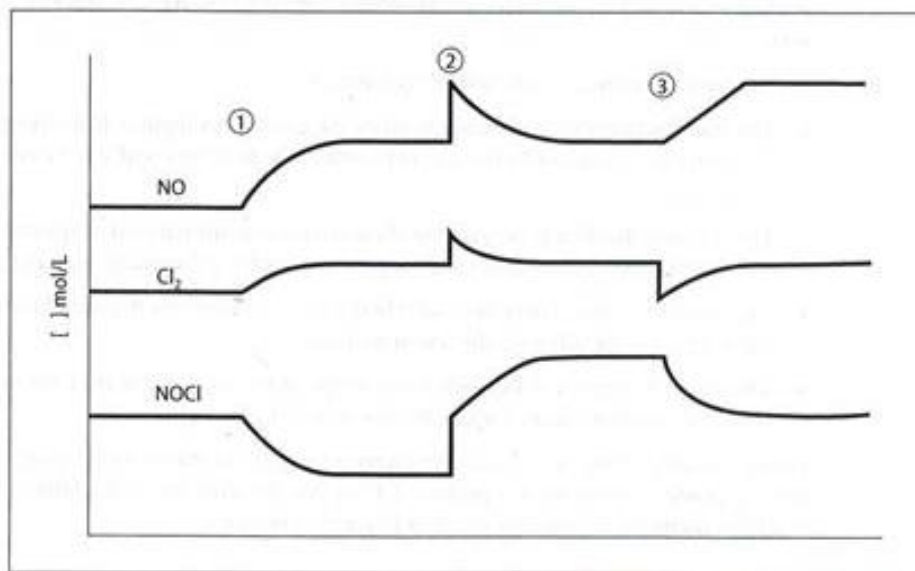 ②
③
①
NO
[ ] mol/L
Cl₂
NOCl